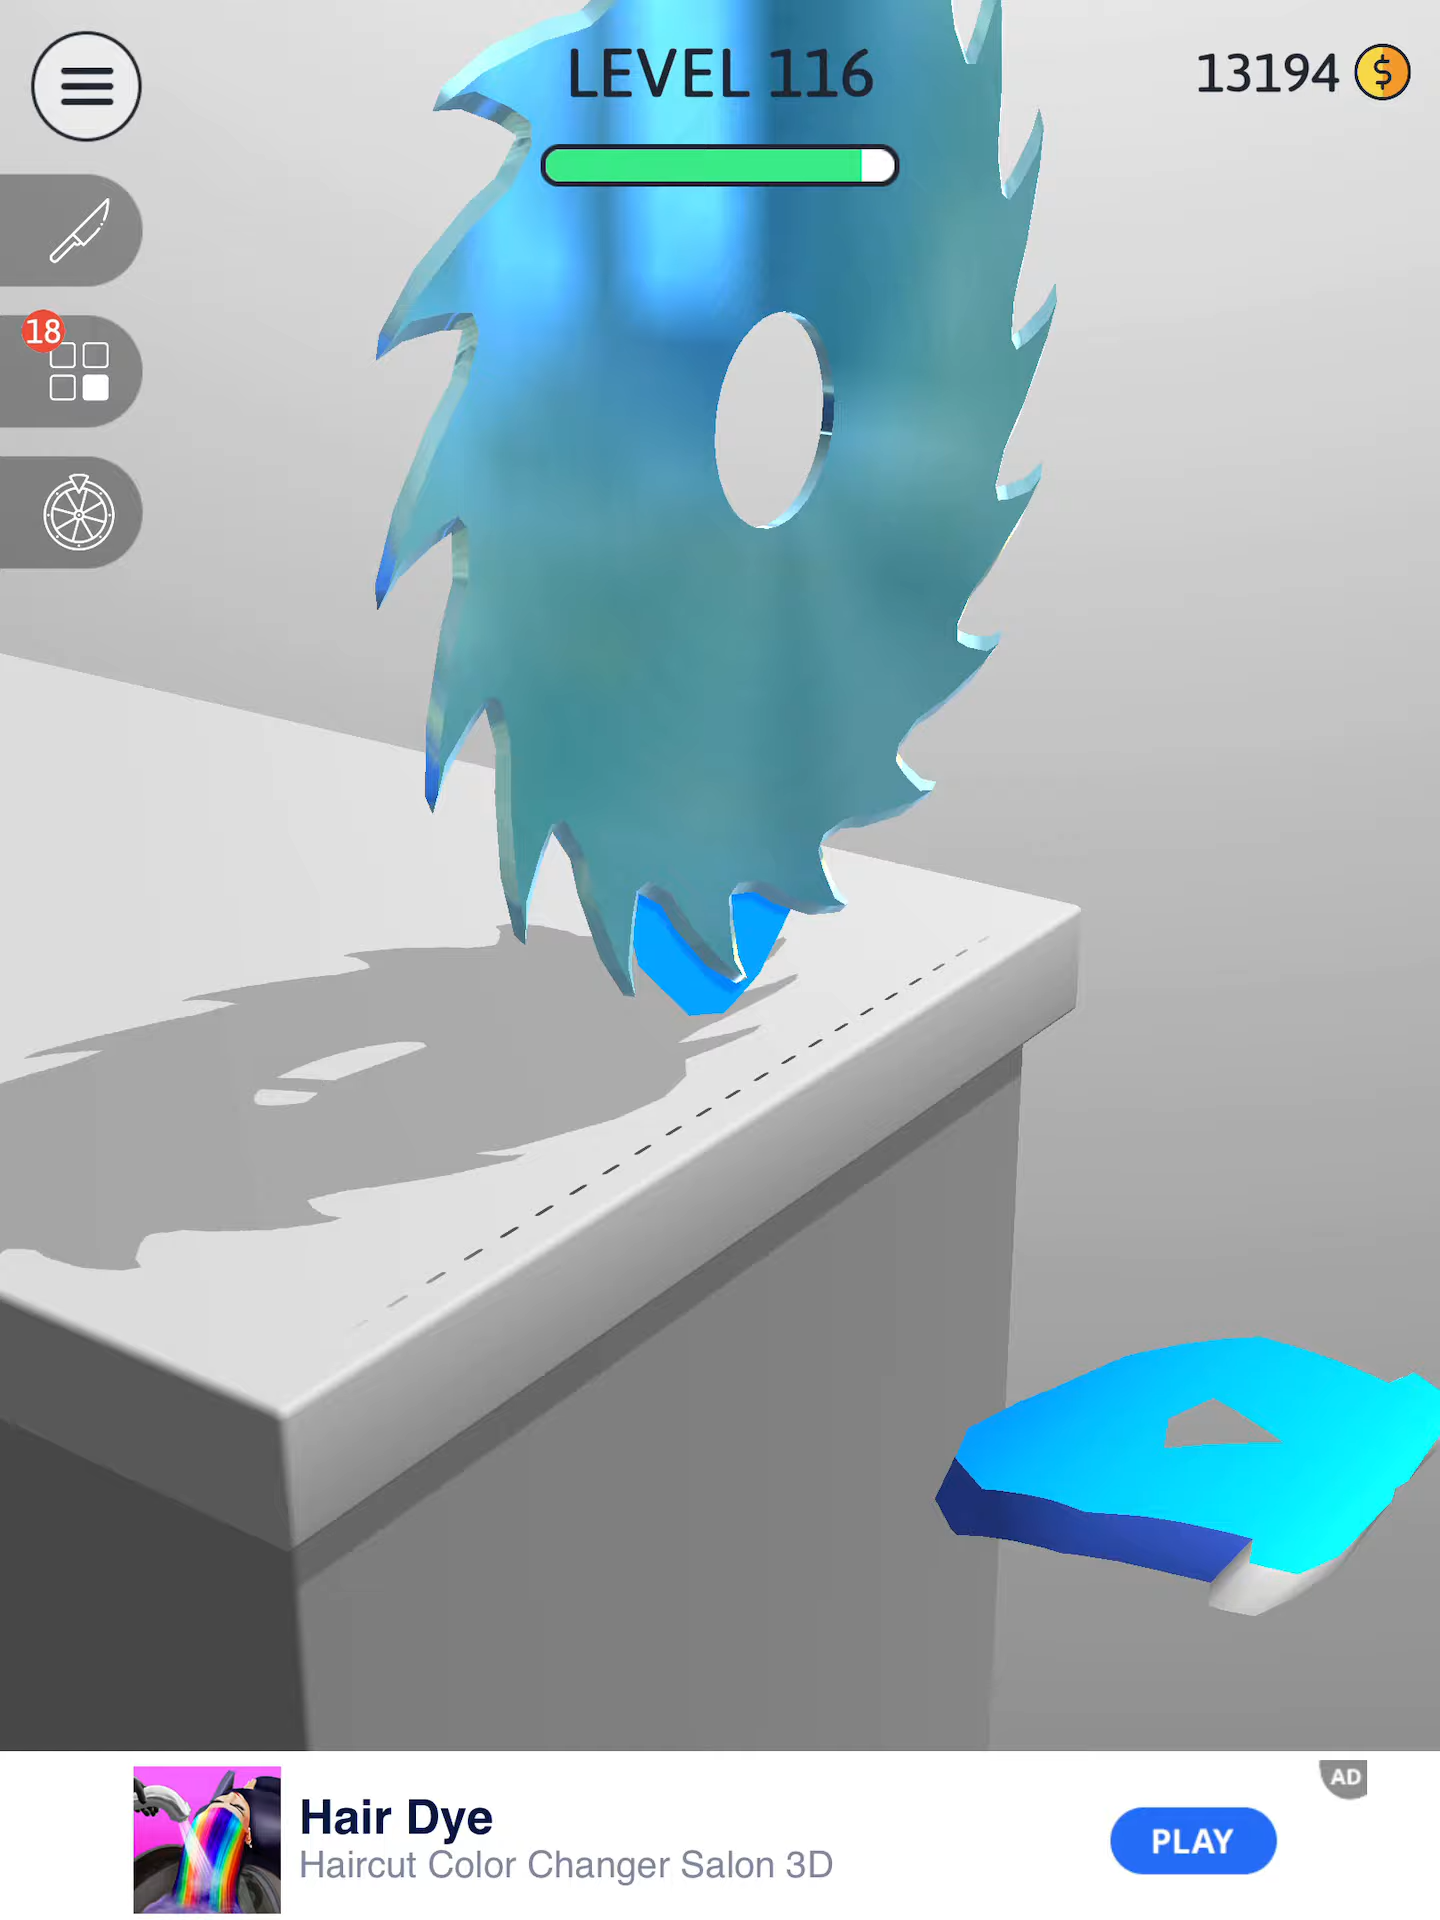 LEVEL 116
13194
18
Hair Dye
Haircut Color Changer Salon 3D
PLAY
AD